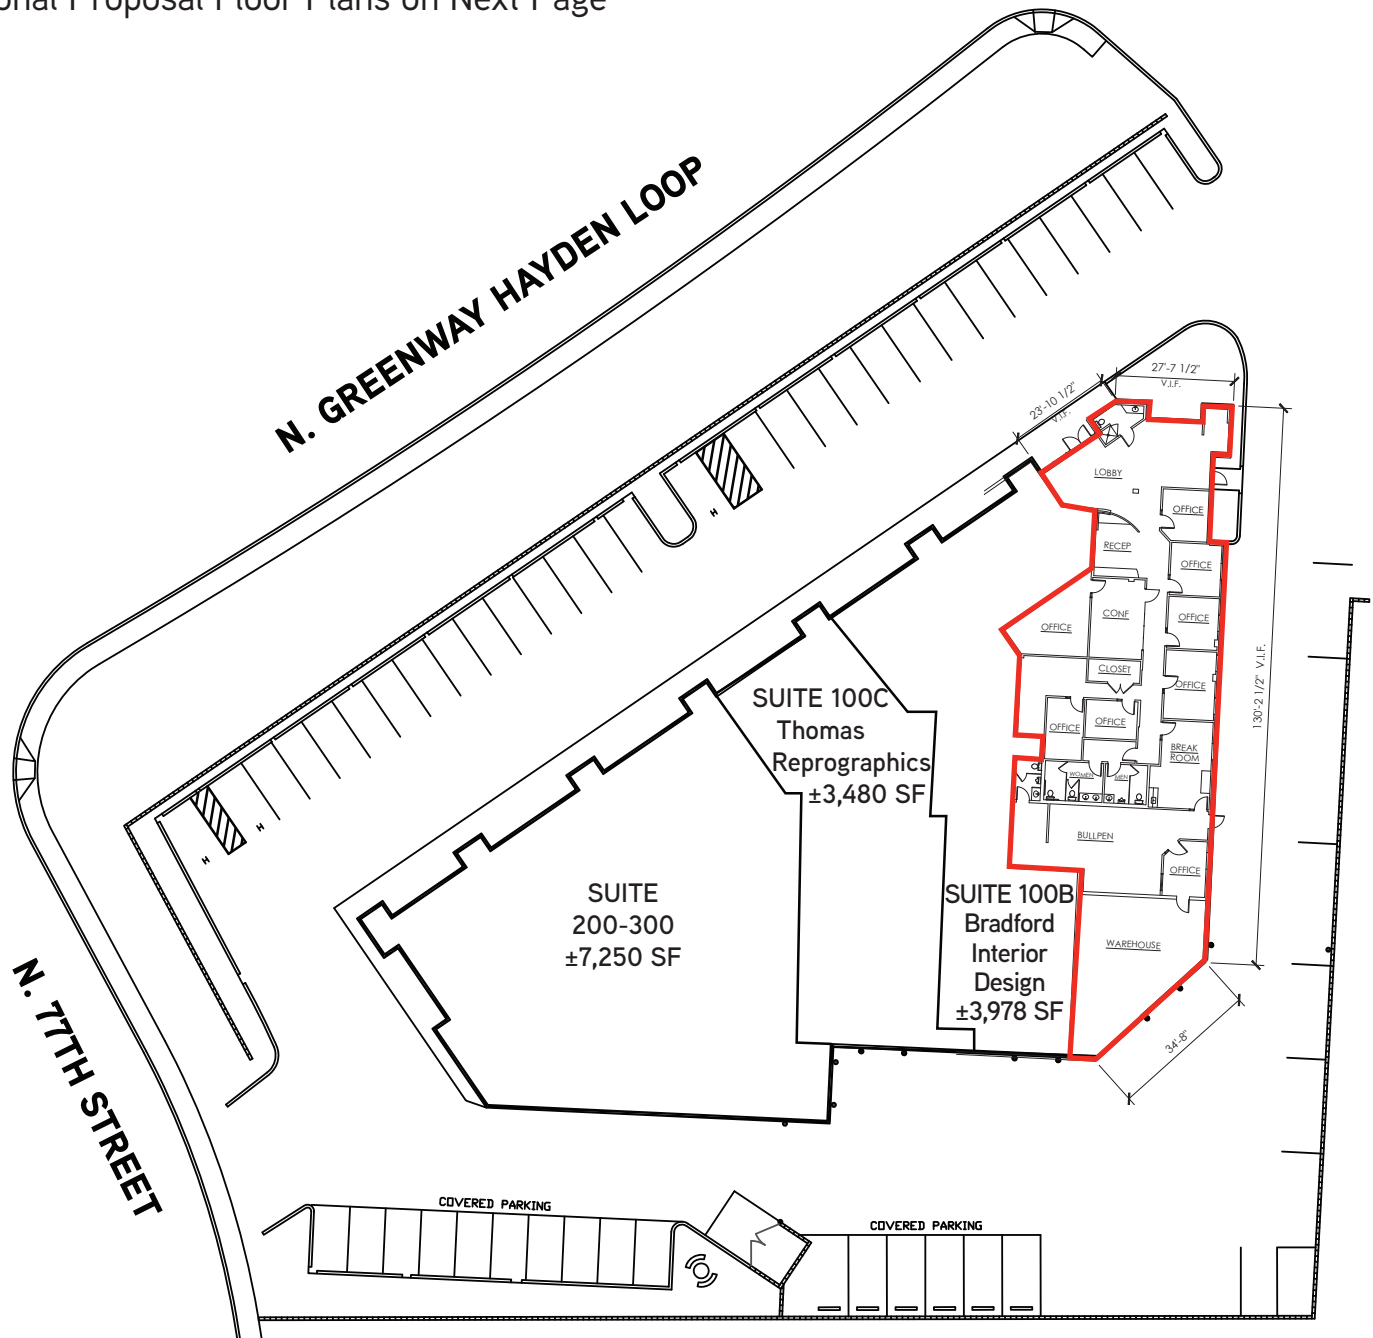 onal Proposal Floor Plans on Next Page
N. GREENWAY HAYDEN LOOP
27'-7 1/2"
V.I.F.
23'-10 1/2"
V.I.F.
LOBBY
OFFICE
RECEP
OFFICE
CONF
OFFICE
OFFICE
CLOSET
OFFICE
OFFICE
OFFICE
BREAK
ROOM
WOMEN
MEN
BULLPEN
OFFICE
WAREHOUSE
130'-2 1/2" V.I.F.
34'-8"
SUITE 100C
Thomas
Reprographics
±3,480 SF
SUITE
200-300
±7,250 SF
SUITE 100B
Bradford
Interior
Design
±3,978 SF
H
H
H
N. 77TH STREET
COVERED PARKING
COVERED PARKING